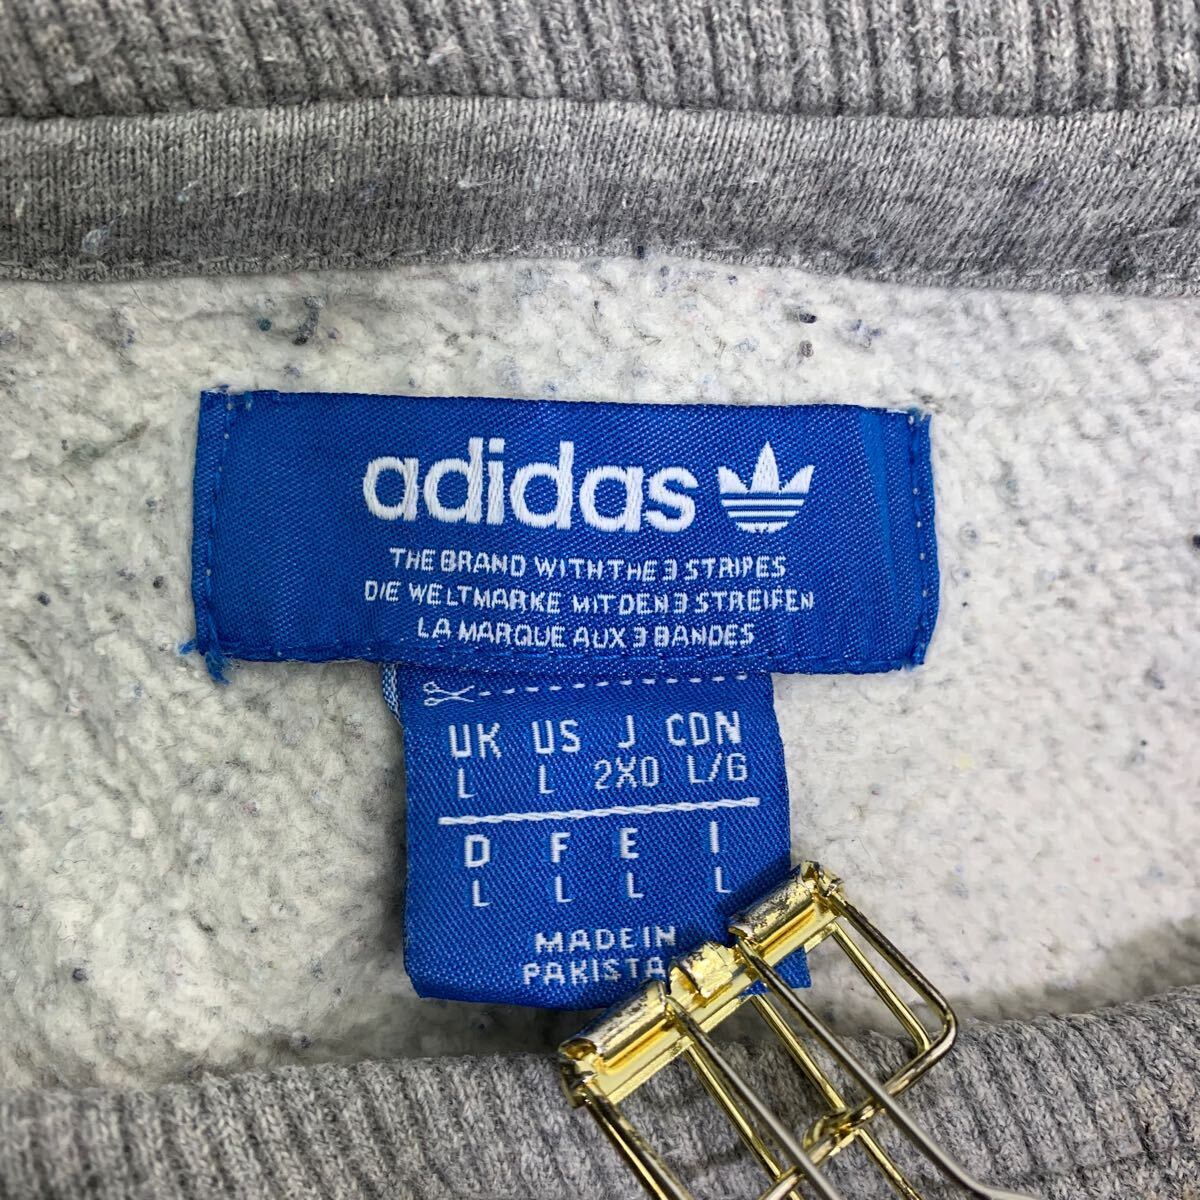 adidas
THE BRAND WITH THE 3 STRIPES
DIE WELTMARKE MIT DEN 3 STREIFEN
LA MARQUE AUX 3 BANDES
UK US J CDN
L L 2XO L/G
D F E I
L L L L
MADE IN
PAKISTA